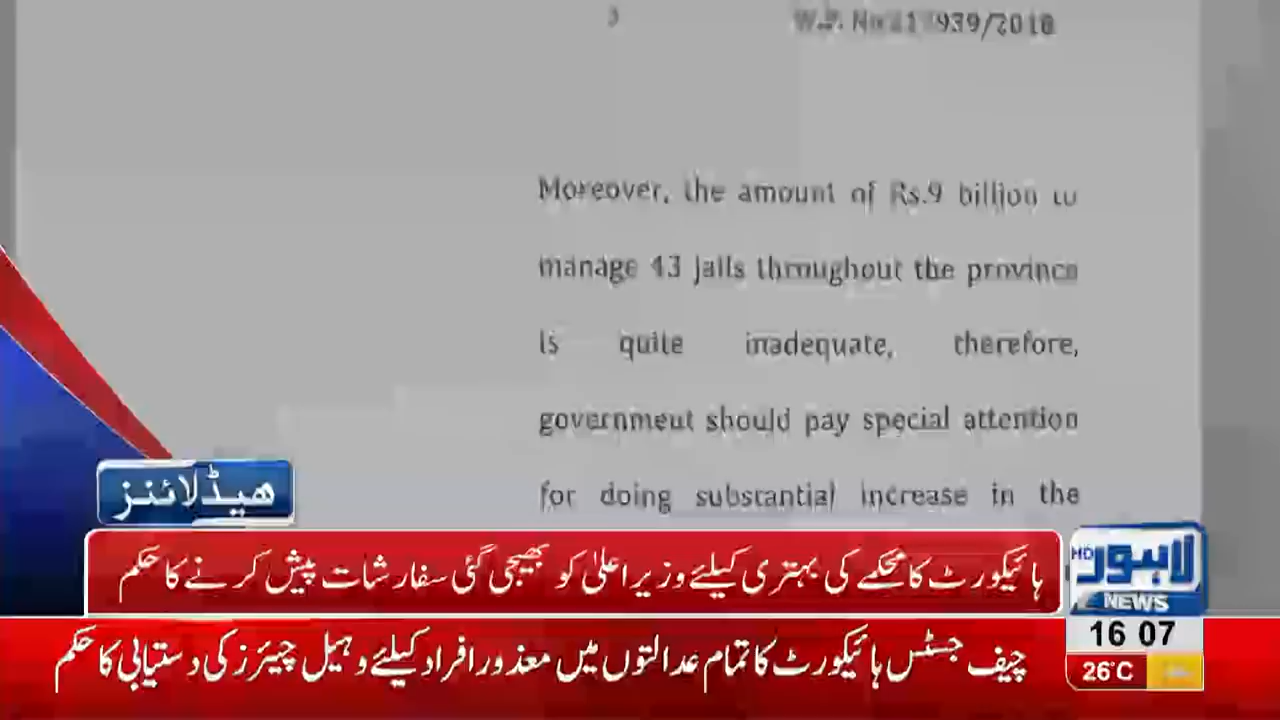 3 W.P. No
939/2018
Moreover, the amount of Rs.9 billion to
manage 43 jails throughout the province
is quite inadequate, therefore,
government should pay special attention
for doing substantial increase in the
ھیڈلائنز
ہائیکورٹ کا محکمے کی بہتری کیلئے وزیراعلیٰ کو بھیجی گئی سفارشات پیش کرنے کا حکم
HD لاہور
NEWS
16 07
26°C
چیف جسٹس ہائیکورٹ کا تمام عدالتوں میں معذور افراد کیلئے وہیل چیئرز کی دستیابی کا حکم